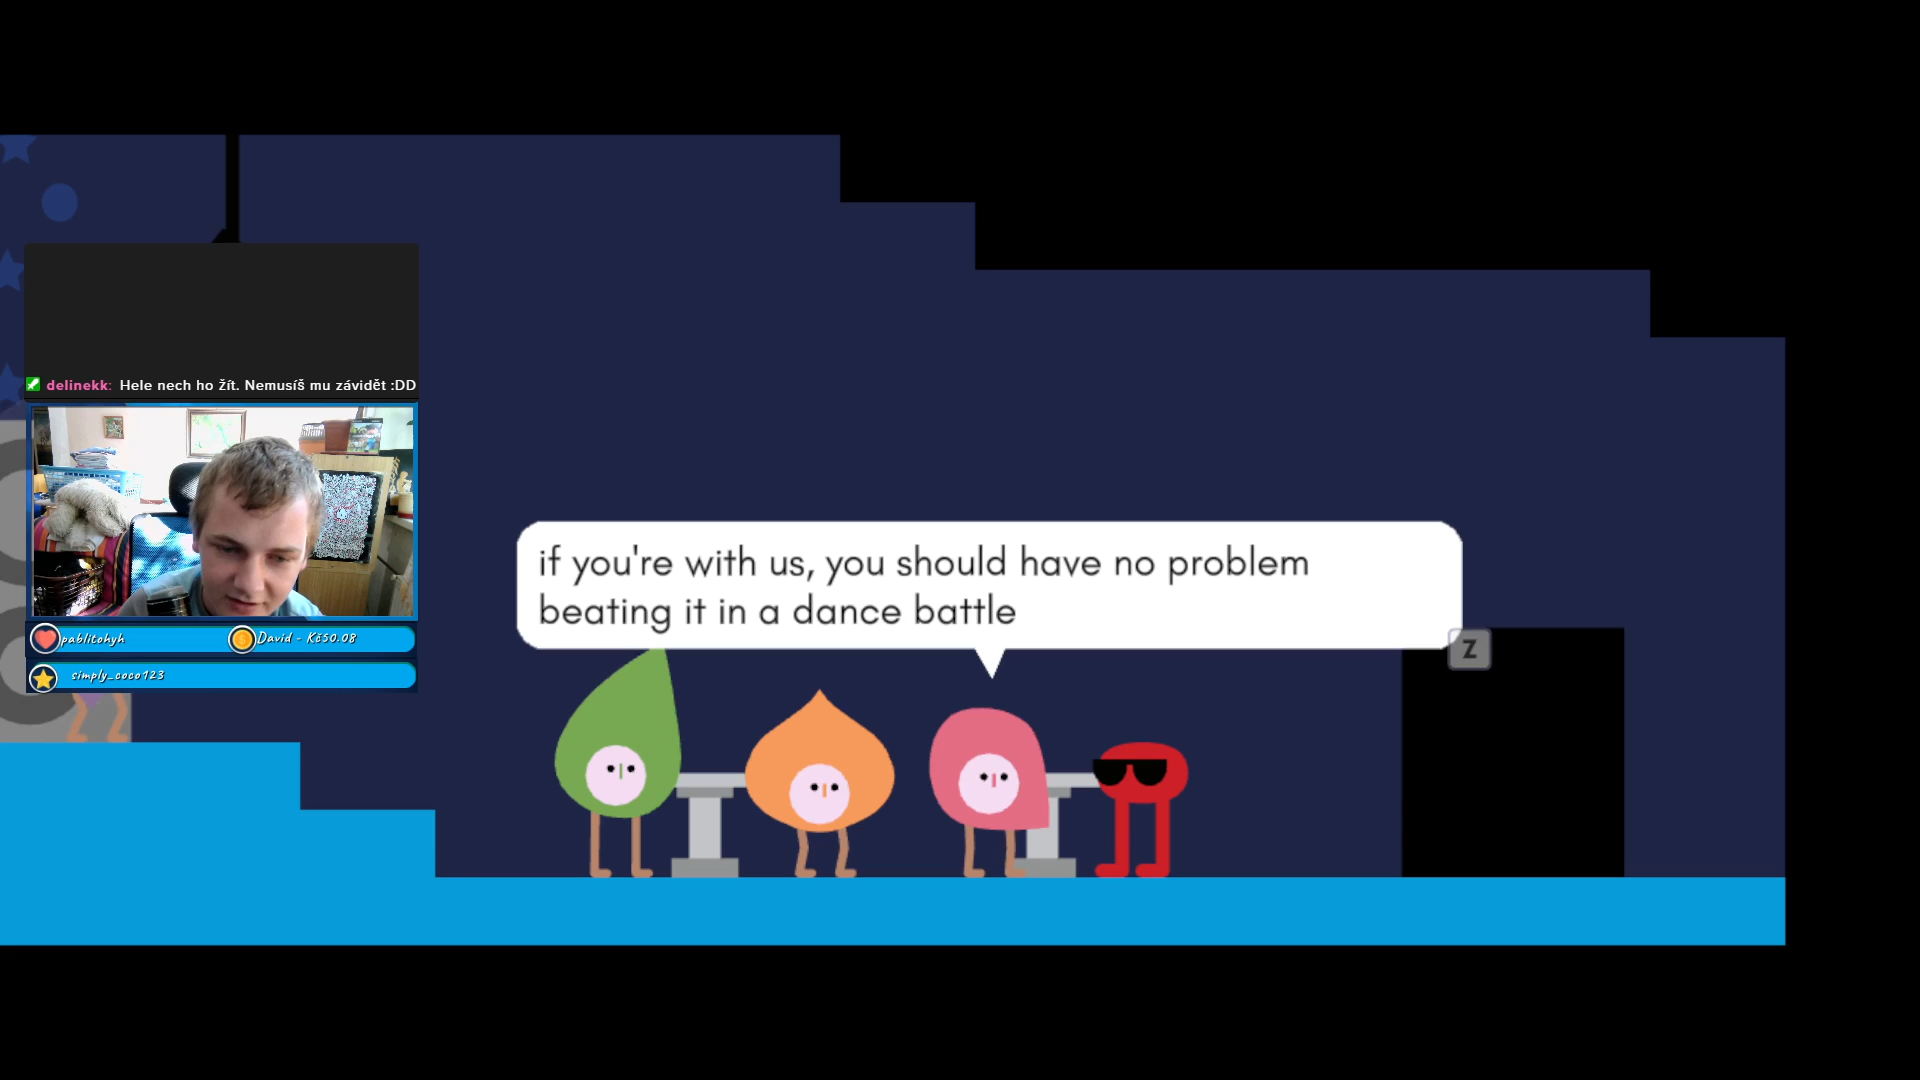 delinekk: Hele nech ho žít. Nemusíš mu závidět :DD
if you're with us, you should have no problem
beating it in a dance battle
Z
pablitohyh
David - Kč50.08
simply_coco123